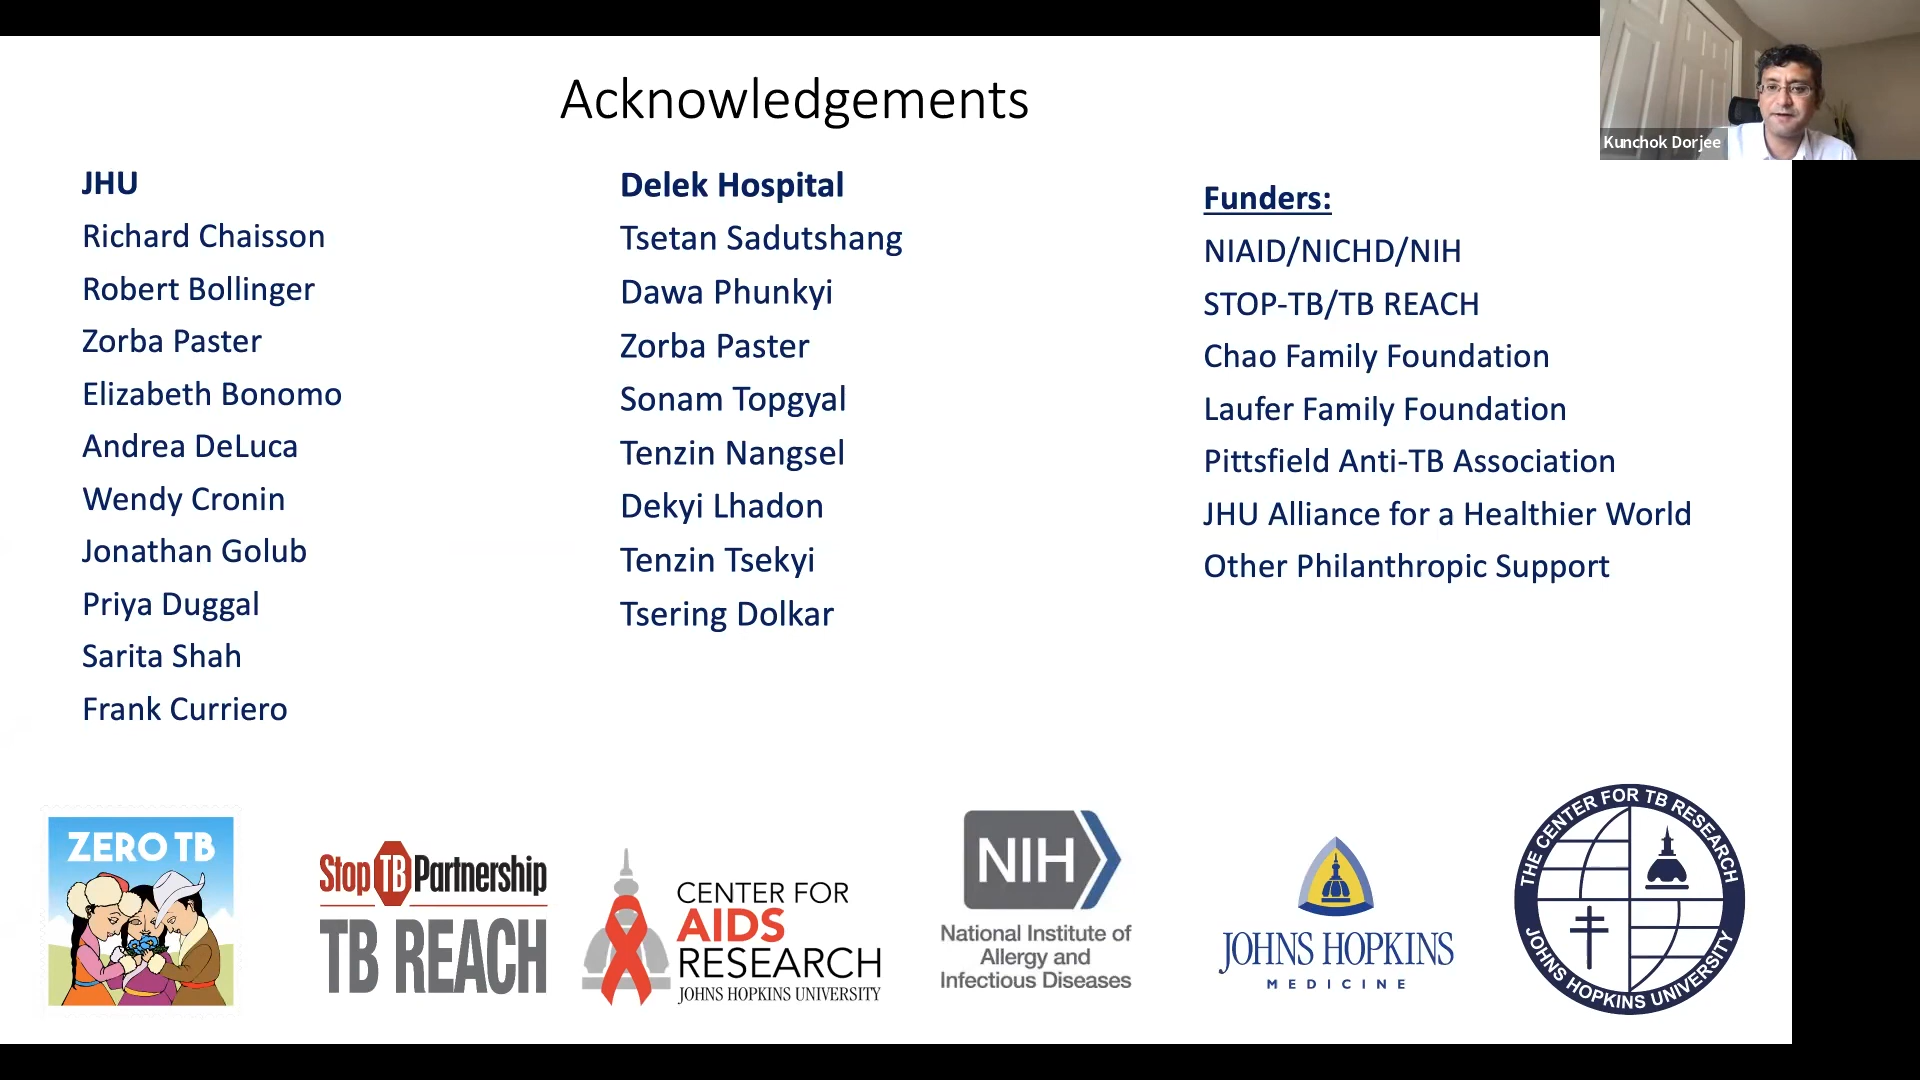 Acknowledgements
Kunchok Dorjee
JHU
Richard Chaisson
Robert Bollinger
Zorba Paster
Elizabeth Bonomo
Andrea DeLuca
Wendy Cronin
Jonathan Golub
Priya Duggal
Sarita Shah
Frank Curriero
Delek Hospital
Tsetan Sadutshang
Dawa Phunkyi
Zorba Paster
Sonam Topgyal
Tenzin Nangsel
Dekyi Lhadon
Tenzin Tsekyi
Tsering Dolkar
Funders:
NIAID/NICHD/NIH
STOP-TB/TB REACH
Chao Family Foundation
Laufer Family Foundation
Pittsfield Anti-TB Association
JHU Alliance for a Healthier World
Other Philanthropic Support
ZERO TB
Stop TB Partnership
TB REACH
CENTER FOR
AIDS
RESEARCH
JOHNS HOPKINS UNIVERSITY
NIH
National Institute of
Allergy and
Infectious Diseases
JOHNS HOPKINS
MEDICINE
THE CENTER FOR TB RESEARCH
JOHNS HOPKINS UNIVERSITY